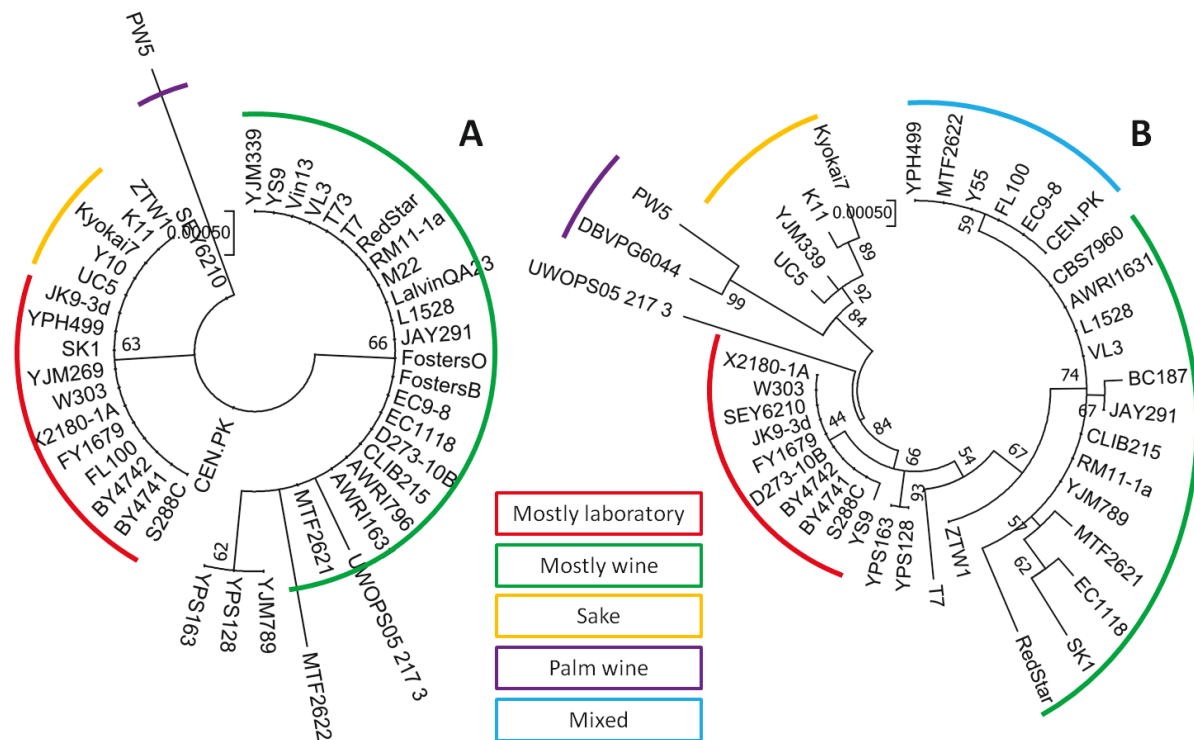 A
PW5
YJM339
YS9
Vin13
VL3
T73
T7
RedStar
RM11-1a
M22
LalvinQA23
L1528
JAY291
FostersO
FostersB
EC9-8
EC1118
D273-10B
CLIB215
AWRI796
AWRI163
UWOPS05 217 3
MTF2621
MTF2622
YJM789
YPS128
YPS163
62
CEN.PK
S288C
BY4741
BY4742
FL100
FY1679
X2180-1A
W303
YJM269
SK1
YPH499
JK9-3d
UC5
Y10
Kyokai7
K11
ZTW1
SEY6210
0.00050
63
66
B
YPH499
MTF2622
Y55
FL100
EC9-8
CEN.PK
CBS7960
AWRI1631
L1528
VL3
BC187
JAY291
CLIB215
RM11-1a
YJM789
MTF2621
EC1118
SK1
RedStar
ZTW1
T7
YPS128
YPS163
YS9
S288C
BY4741
BY4742
D273-10B
FY1679
JK9-3d
SEY6210
W303
X2180-1A
UWOPS05 217 3
DBVPG6044
PW5
UC5
YJM339
K11
Kyokai7
0.00050
59
89
92
84
99
84
44
66
93
54
67
74
67
57
62
Mostly laboratory
Mostly wine
Sake
Palm wine
Mixed